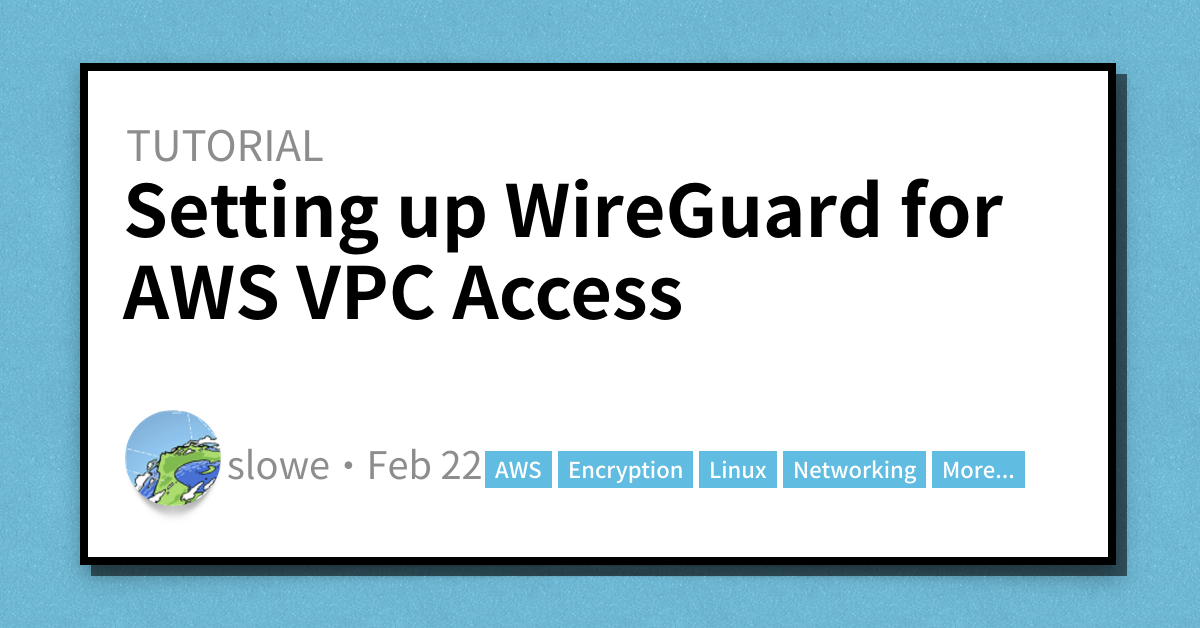 TUTORIAL
Setting up WireGuard for
AWS VPC Access
slowe • Feb 22 AWS Encryption Linux Networking More...